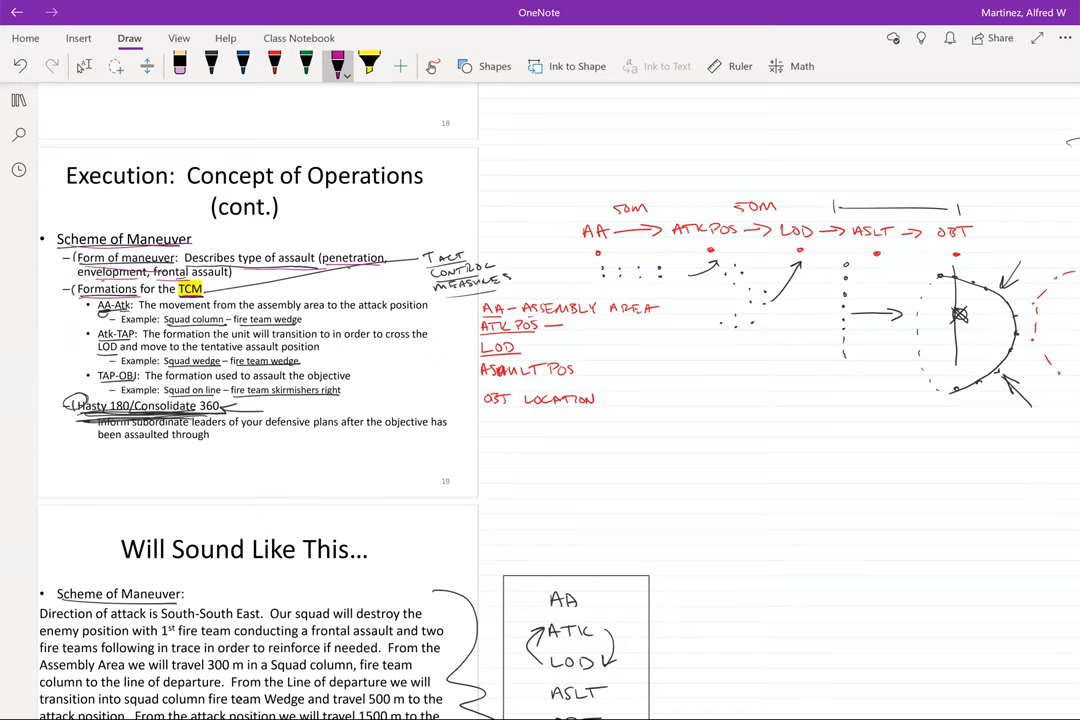 OneNote
Martinez, Alfred W
Home Insert Draw View Help Class Notebook
Share
Shapes Ink to Shape Ink to Text Ruler Math
18
Execution: Concept of Operations
(cont.)
• Scheme of Maneuver
–(Form of maneuver: Describes type of assault (penetration,
envelopment, frontal assault)
–(Formations for the TCM
• AA-Atk: The movement from the assembly area to the attack position
– Example: Squad column – fire team wedge
• Atk-TAP: The formation the unit will transition to in order to cross the
LOD and move to the tentative assault position
– Example: Squad wedge – fire team wedge
• TAP-OBJ: The formation used to assault the objective
– Example: Squad on line – fire team skirmishers right
–(Hasty 180/Consolidate 360
Inform subordinate leaders of your defensive plans after the objective has
been assaulted through
19
TACT
CONTROL
MEASURES
50M 50M
AA → ATK POS → LOD → ASLT → OBT
AA - ASSEMBLY AREA
ATK POS —
LOD
ASSAULT POS
OBT LOCATION
Will Sound Like This…
• Scheme of Maneuver:
Direction of attack is South-South East. Our squad will destroy the
enemy position with 1st fire team conducting a frontal assault and two
fire teams following in trace in order to reinforce if needed. From the
Assembly Area we will travel 300 m in a Squad column, fire team
column to the line of departure. From the Line of departure we will
transition into squad column fire team Wedge and travel 500 m to the
attack position. From the attack position we will travel 1500 m to the
AA
ATK
LOD
ASLT